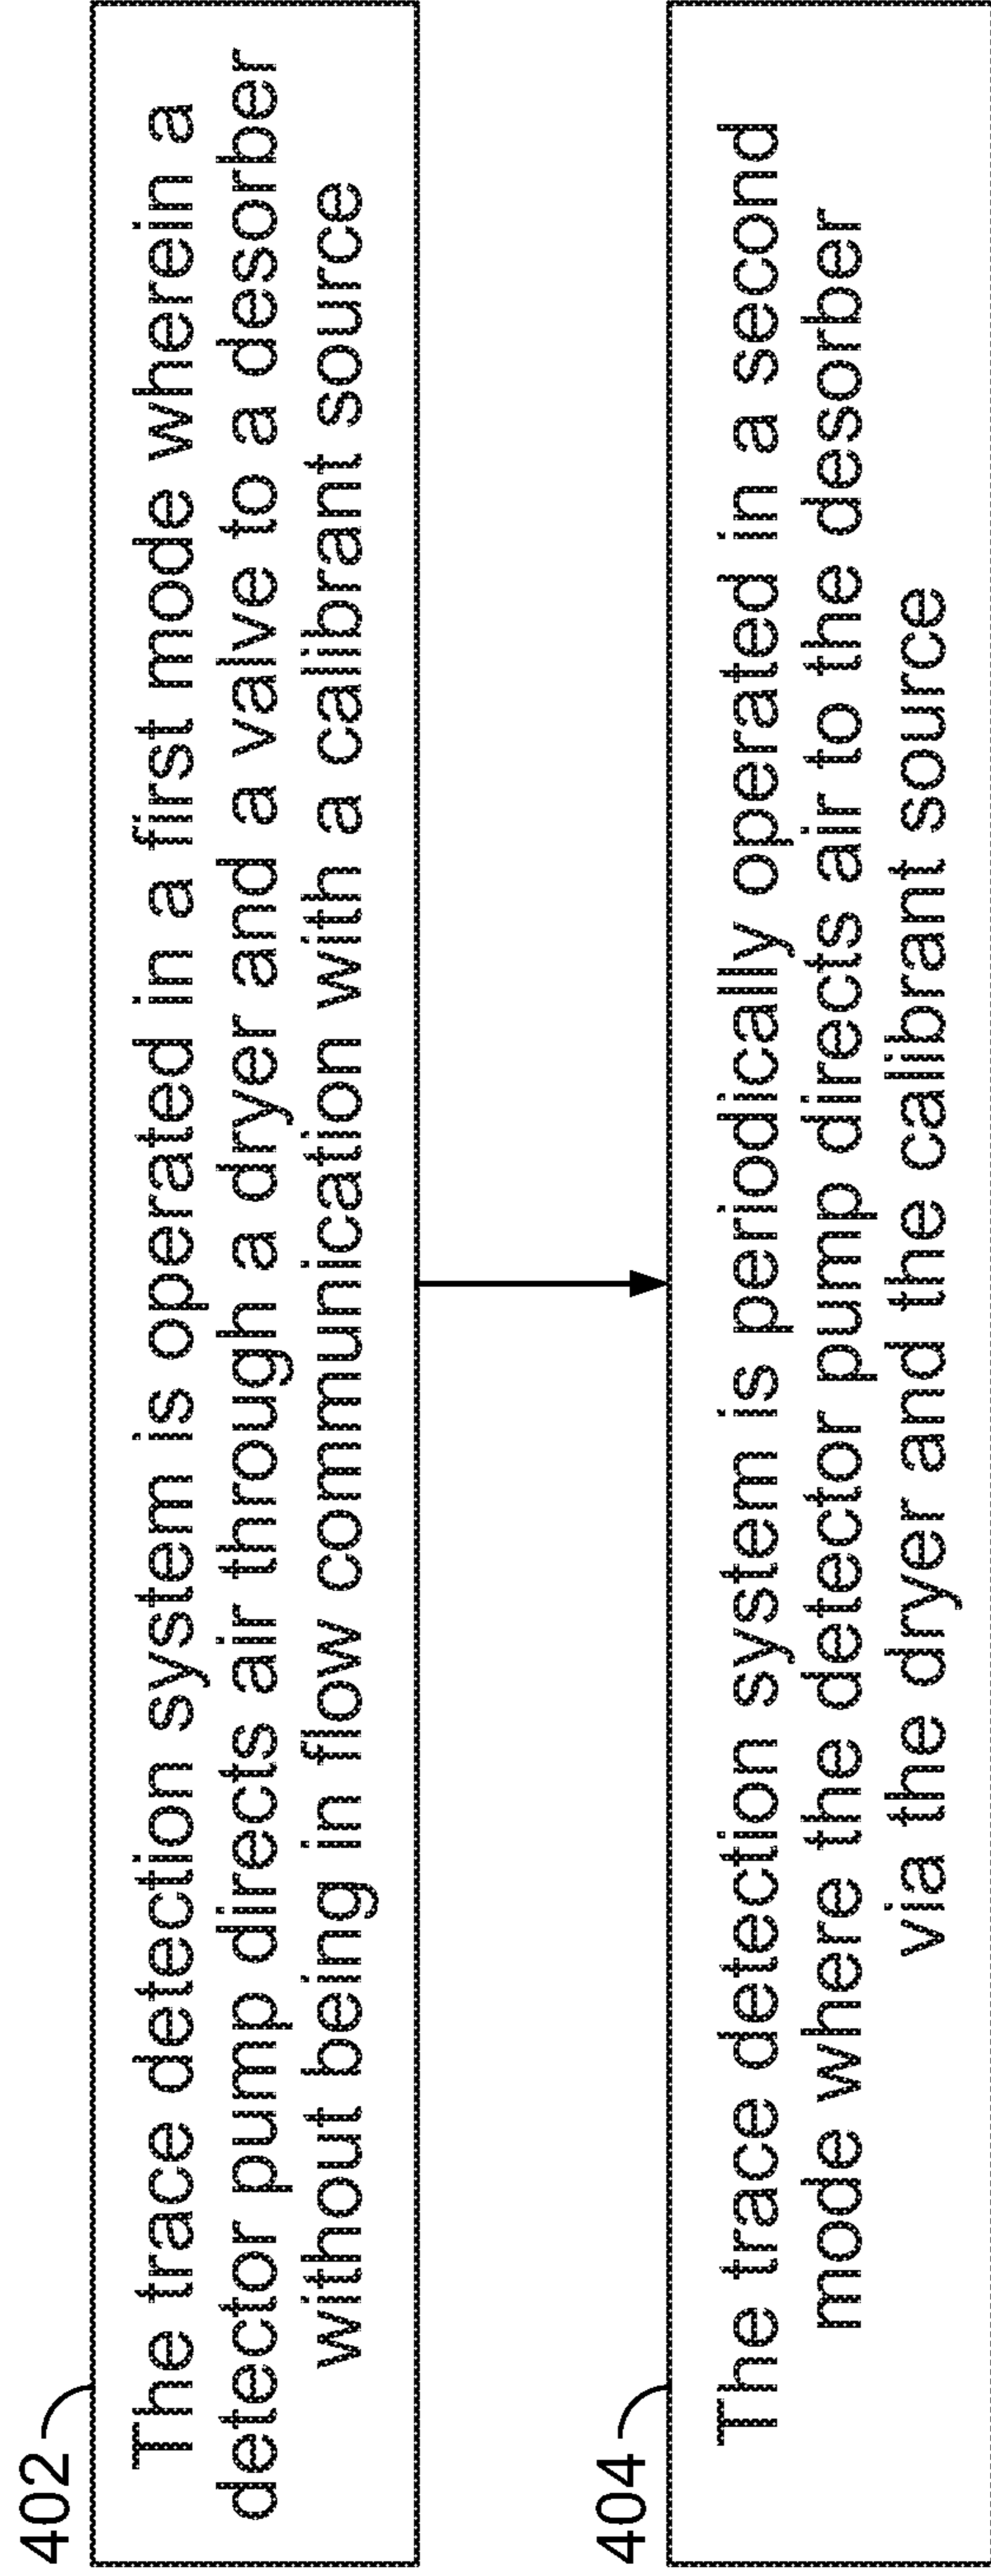 402
The trace detection system is operated in a first mode wherein a
detector pump directs air through a dryer and a valve to a desorber
without being in flow communication with a calibrant source
404
The trace detection system is periodically operated in a second
mode where the detector pump directs air to the desorber
via the dryer and the calibrant source